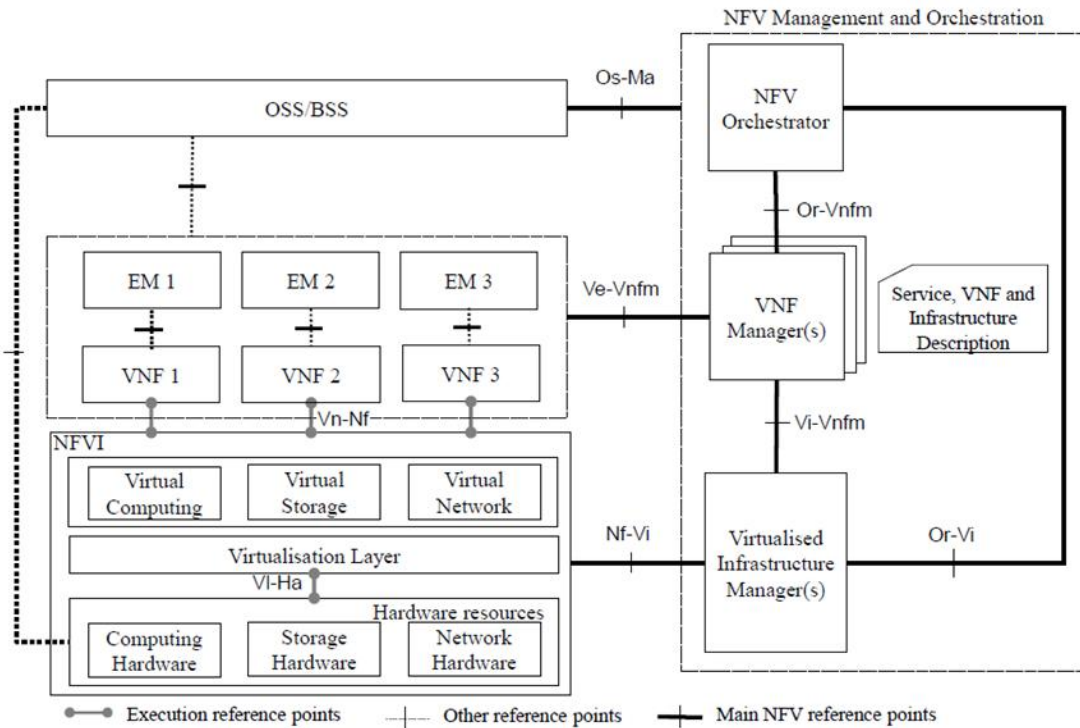 NFV Management and Orchestration
Os-Ma
OSS/BSS
NFV
Orchestrator
Or-Vnfm
EM 1
EM 2
EM 3
Ve-Vnfm
VNF
Manager(s)
Service, VNF and
Infrastructure
Description
VNF 1
VNF 2
VNF 3
Vn-Nf
Vi-Vnfm
NFVI
Virtual
Computing
Virtual
Storage
Virtual
Network
Virtualisation Layer
Nf-Vi
Virtualised
Infrastructure
Manager(s)
Or-Vi
Vl-Ha
Hardware resources
Computing
Hardware
Storage
Hardware
Network
Hardware
Execution reference points
Other reference points
Main NFV reference points